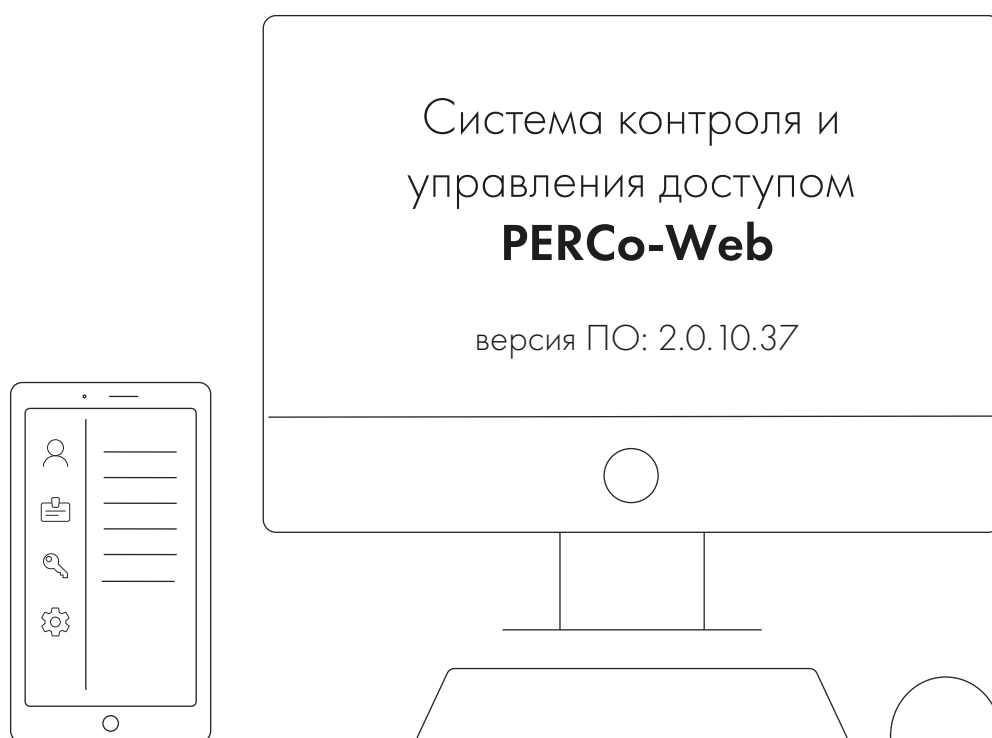 Система контроля и
управления доступом
PERCo-Web
версия ПО: 2.0.10.37